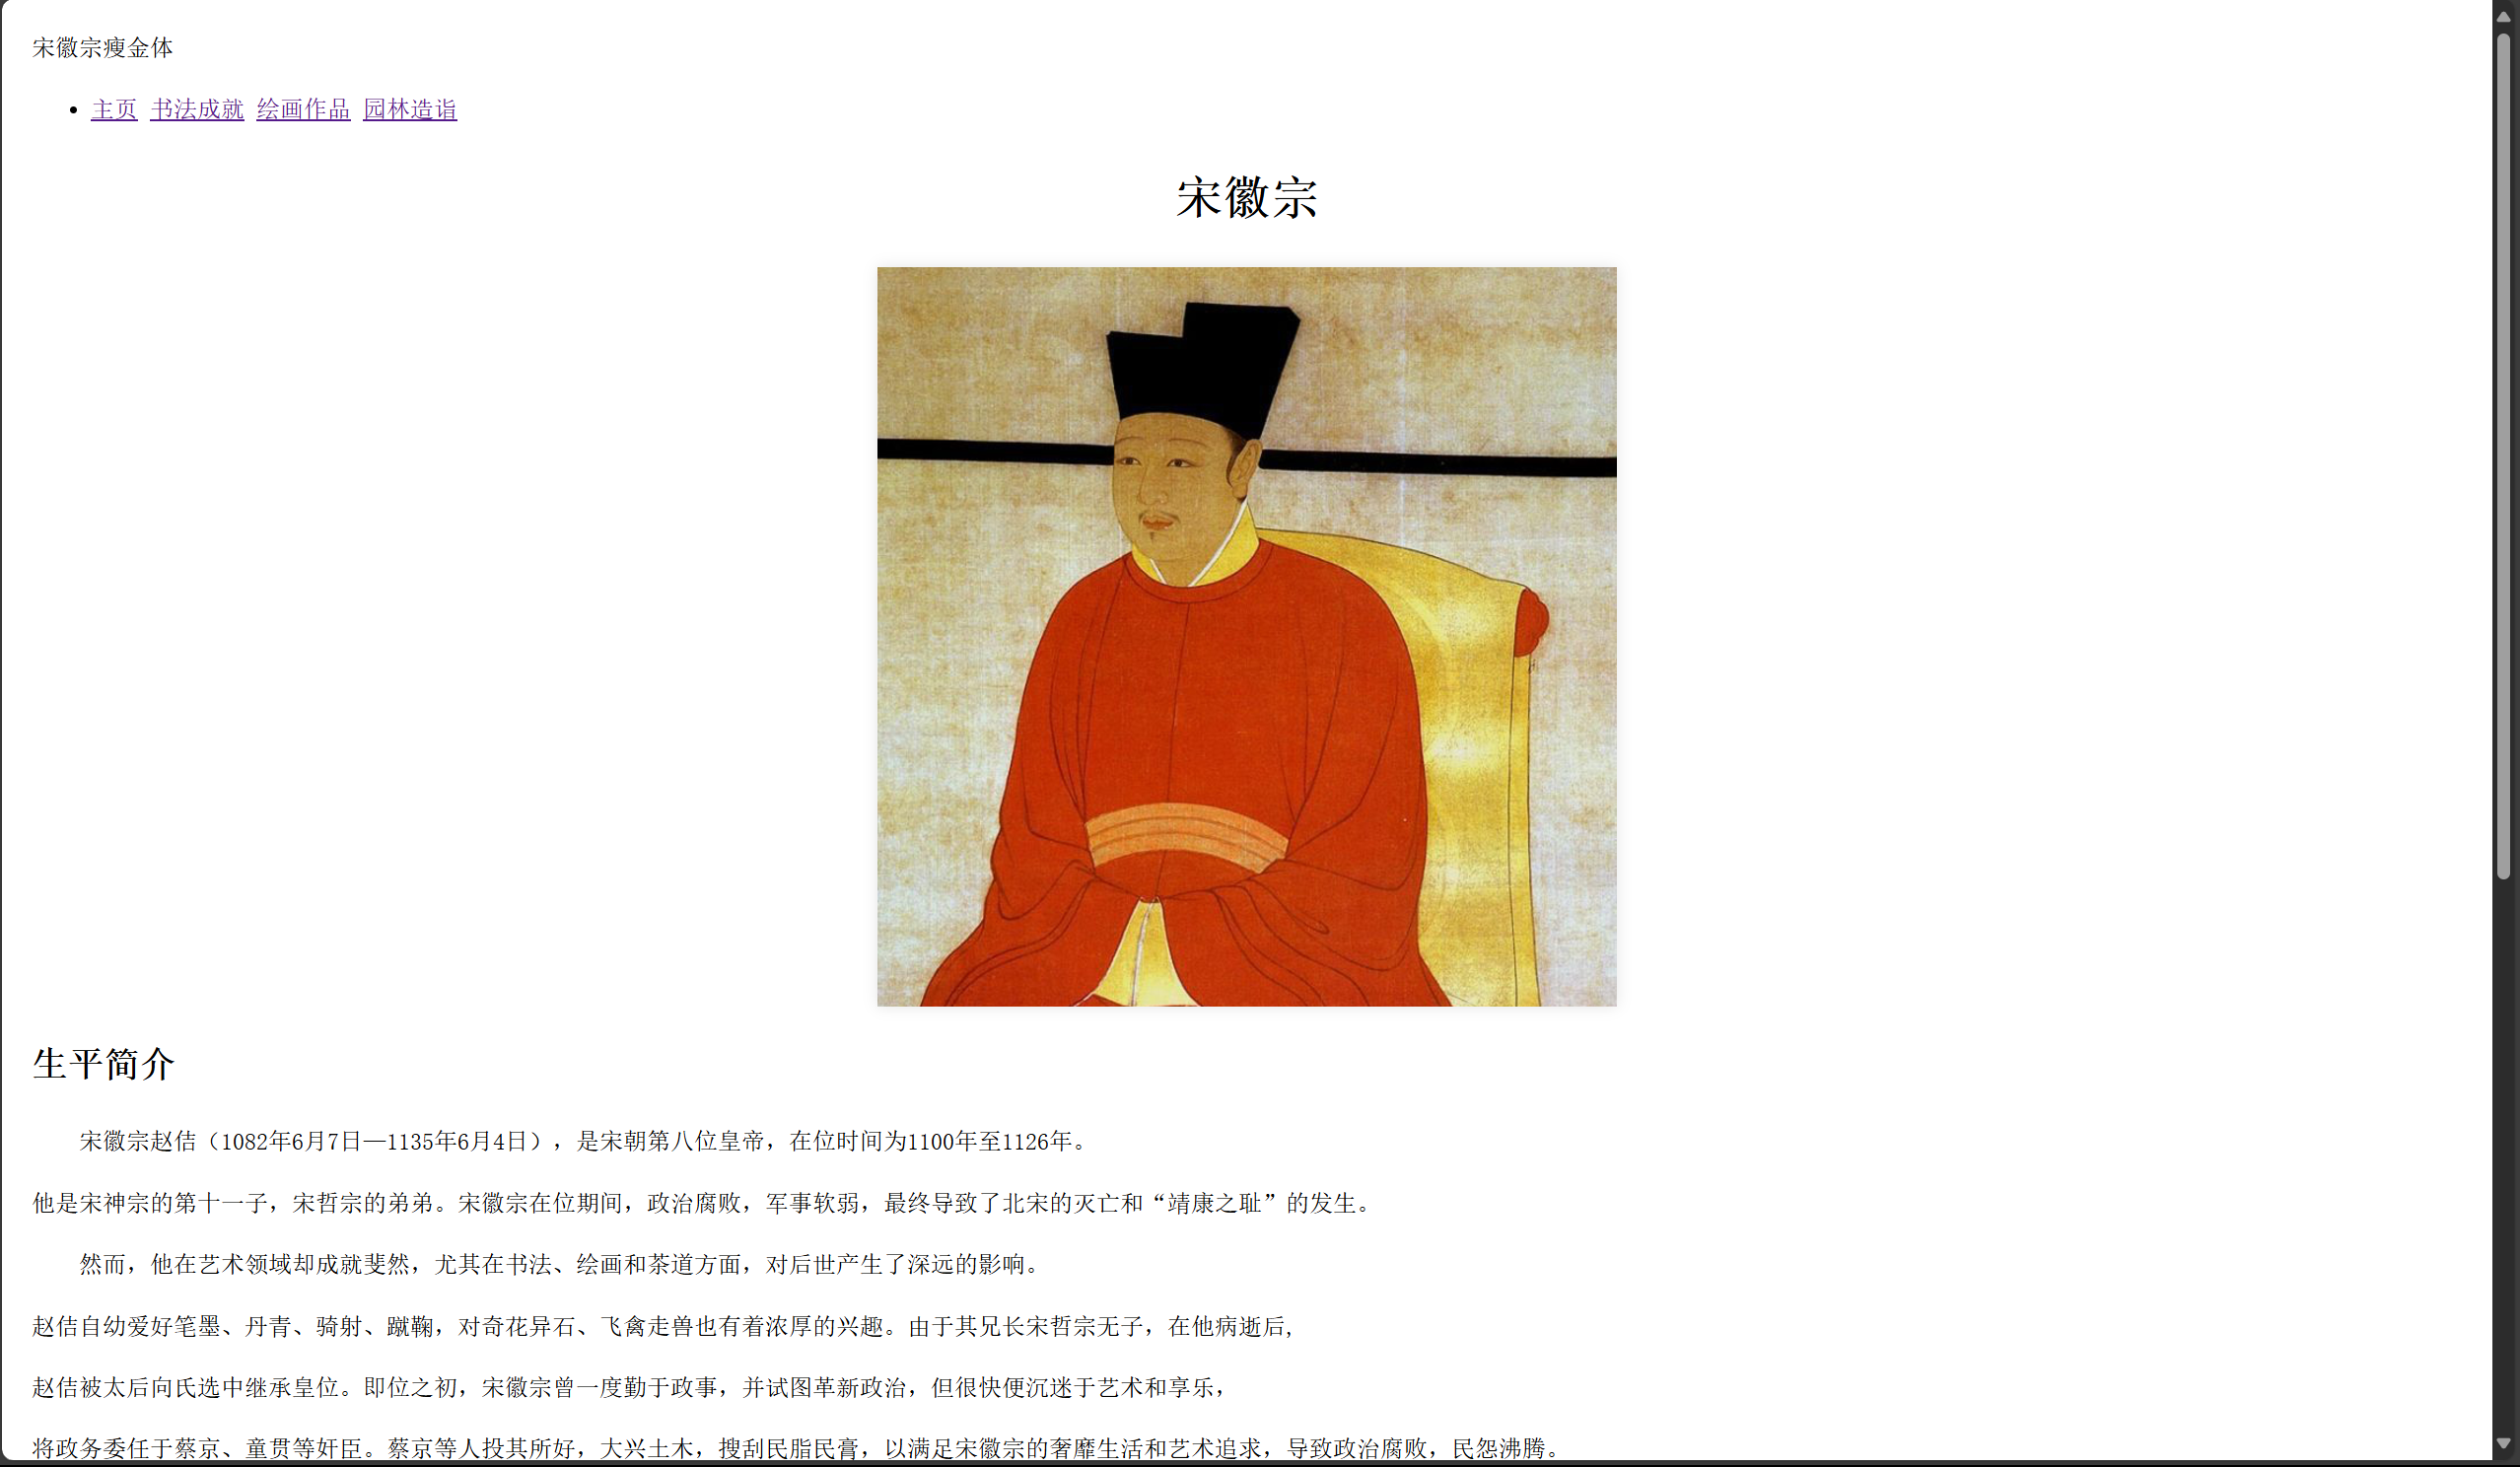 宋徽宗瘦金体
主页 书法成就 绘画作品 园林造诣
宋徽宗
生平简介
宋徽宗赵佶（1082年6月7日—1135年6月4日），是宋朝第八位皇帝，在位时间为1100年至1126年。
他是宋神宗的第十一子，宋哲宗的弟弟。宋徽宗在位期间，政治腐败，军事软弱，最终导致了北宋的灭亡和“靖康之耻”的发生。
然而，他在艺术领域却成就斐然，尤其在书法、绘画和茶道方面，对后世产生了深远的影响。
赵佶自幼爱好笔墨、丹青、骑射、蹴鞠，对奇花异石、飞禽走兽也有着浓厚的兴趣。由于其兄长宋哲宗无子，在他病逝后,
赵佶被太后向氏选中继承皇位。即位之初，宋徽宗曾一度勤于政事，并试图革新政治，但很快便沉迷于艺术和享乐，
将政务委任于蔡京、童贯等奸臣。蔡京等人投其所好，大兴土木，搜刮民脂民膏，以满足宋徽宗的奢靡生活和艺术追求，导致政治腐败，民怨沸腾。